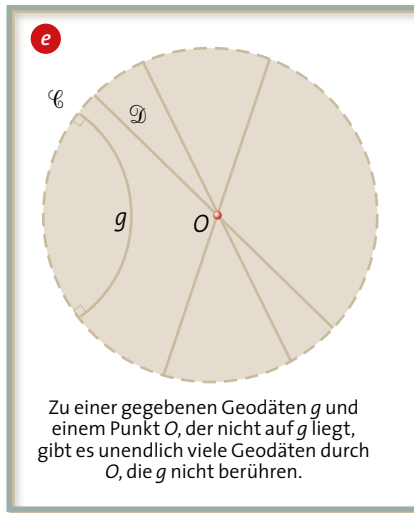 e
𝒞
𝒟
g
O
Zu einer gegebenen Geodäten g und
einem Punkt O, der nicht auf g liegt,
gibt es unendlich viele Geodäten durch
O, die g nicht berühren.